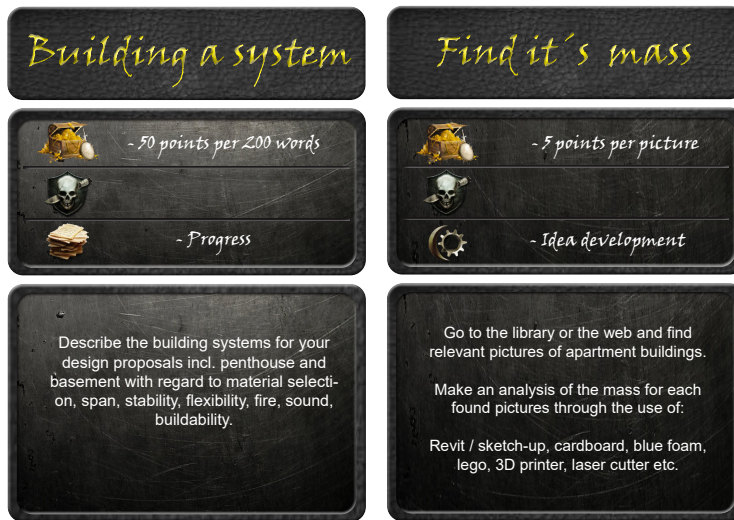 Building a system
- 50 points per 200 words
- Progress
Describe the building systems for your
design proposals incl. penthouse and
basement with regard to material selecti-
on, span, stability, flexibility, fire, sound,
buildability.
Find it´s mass
- 5 points per picture
- Idea development
Go to the library or the web and find
relevant pictures of apartment buildings.
Make an analysis of the mass for each
found pictures through the use of:
Revit / sketch-up, cardboard, blue foam,
lego, 3D printer, laser cutter etc.